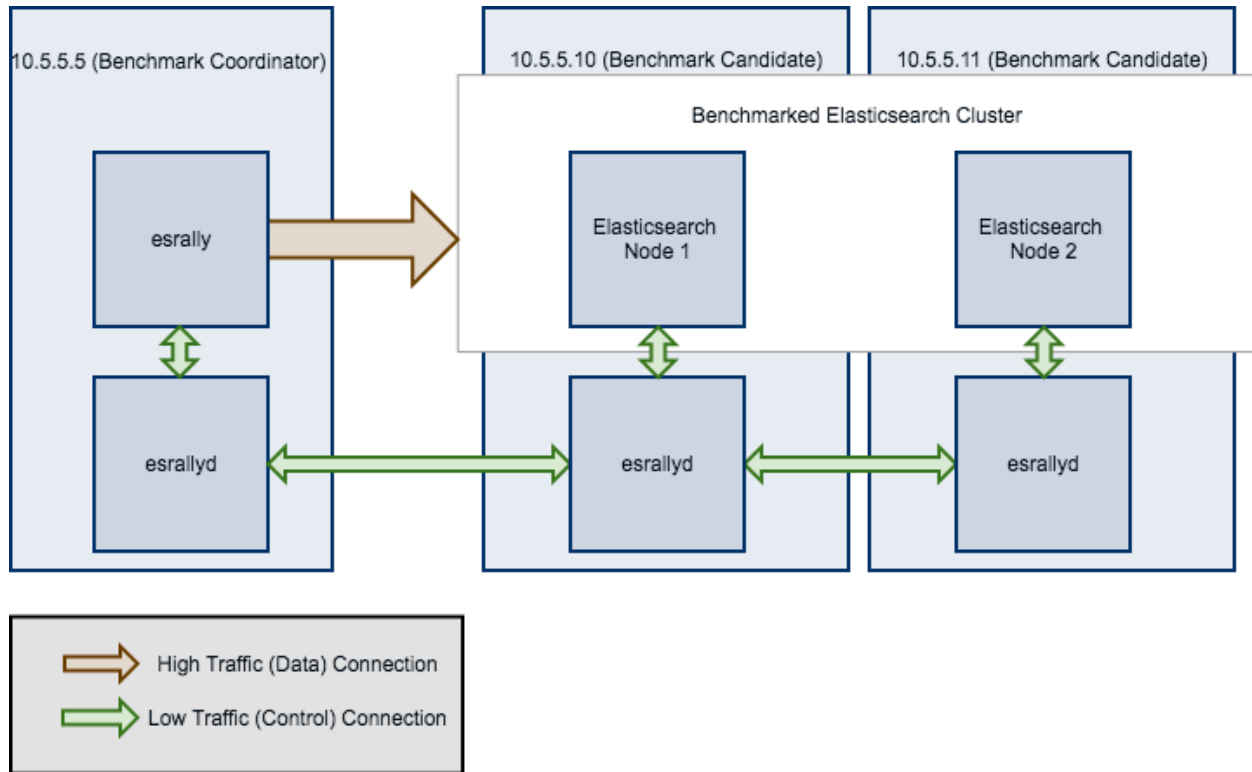 10.5.5.5 (Benchmark Coordinator)
10.5.5.10 (Benchmark Candidate)
10.5.5.11 (Benchmark Candidate)
Benchmarked Elasticsearch Cluster
esrally
Elasticsearch
Node 1
Elasticsearch
Node 2
esrallyd
esrallyd
esrallyd
High Traffic (Data) Connection
Low Traffic (Control) Connection